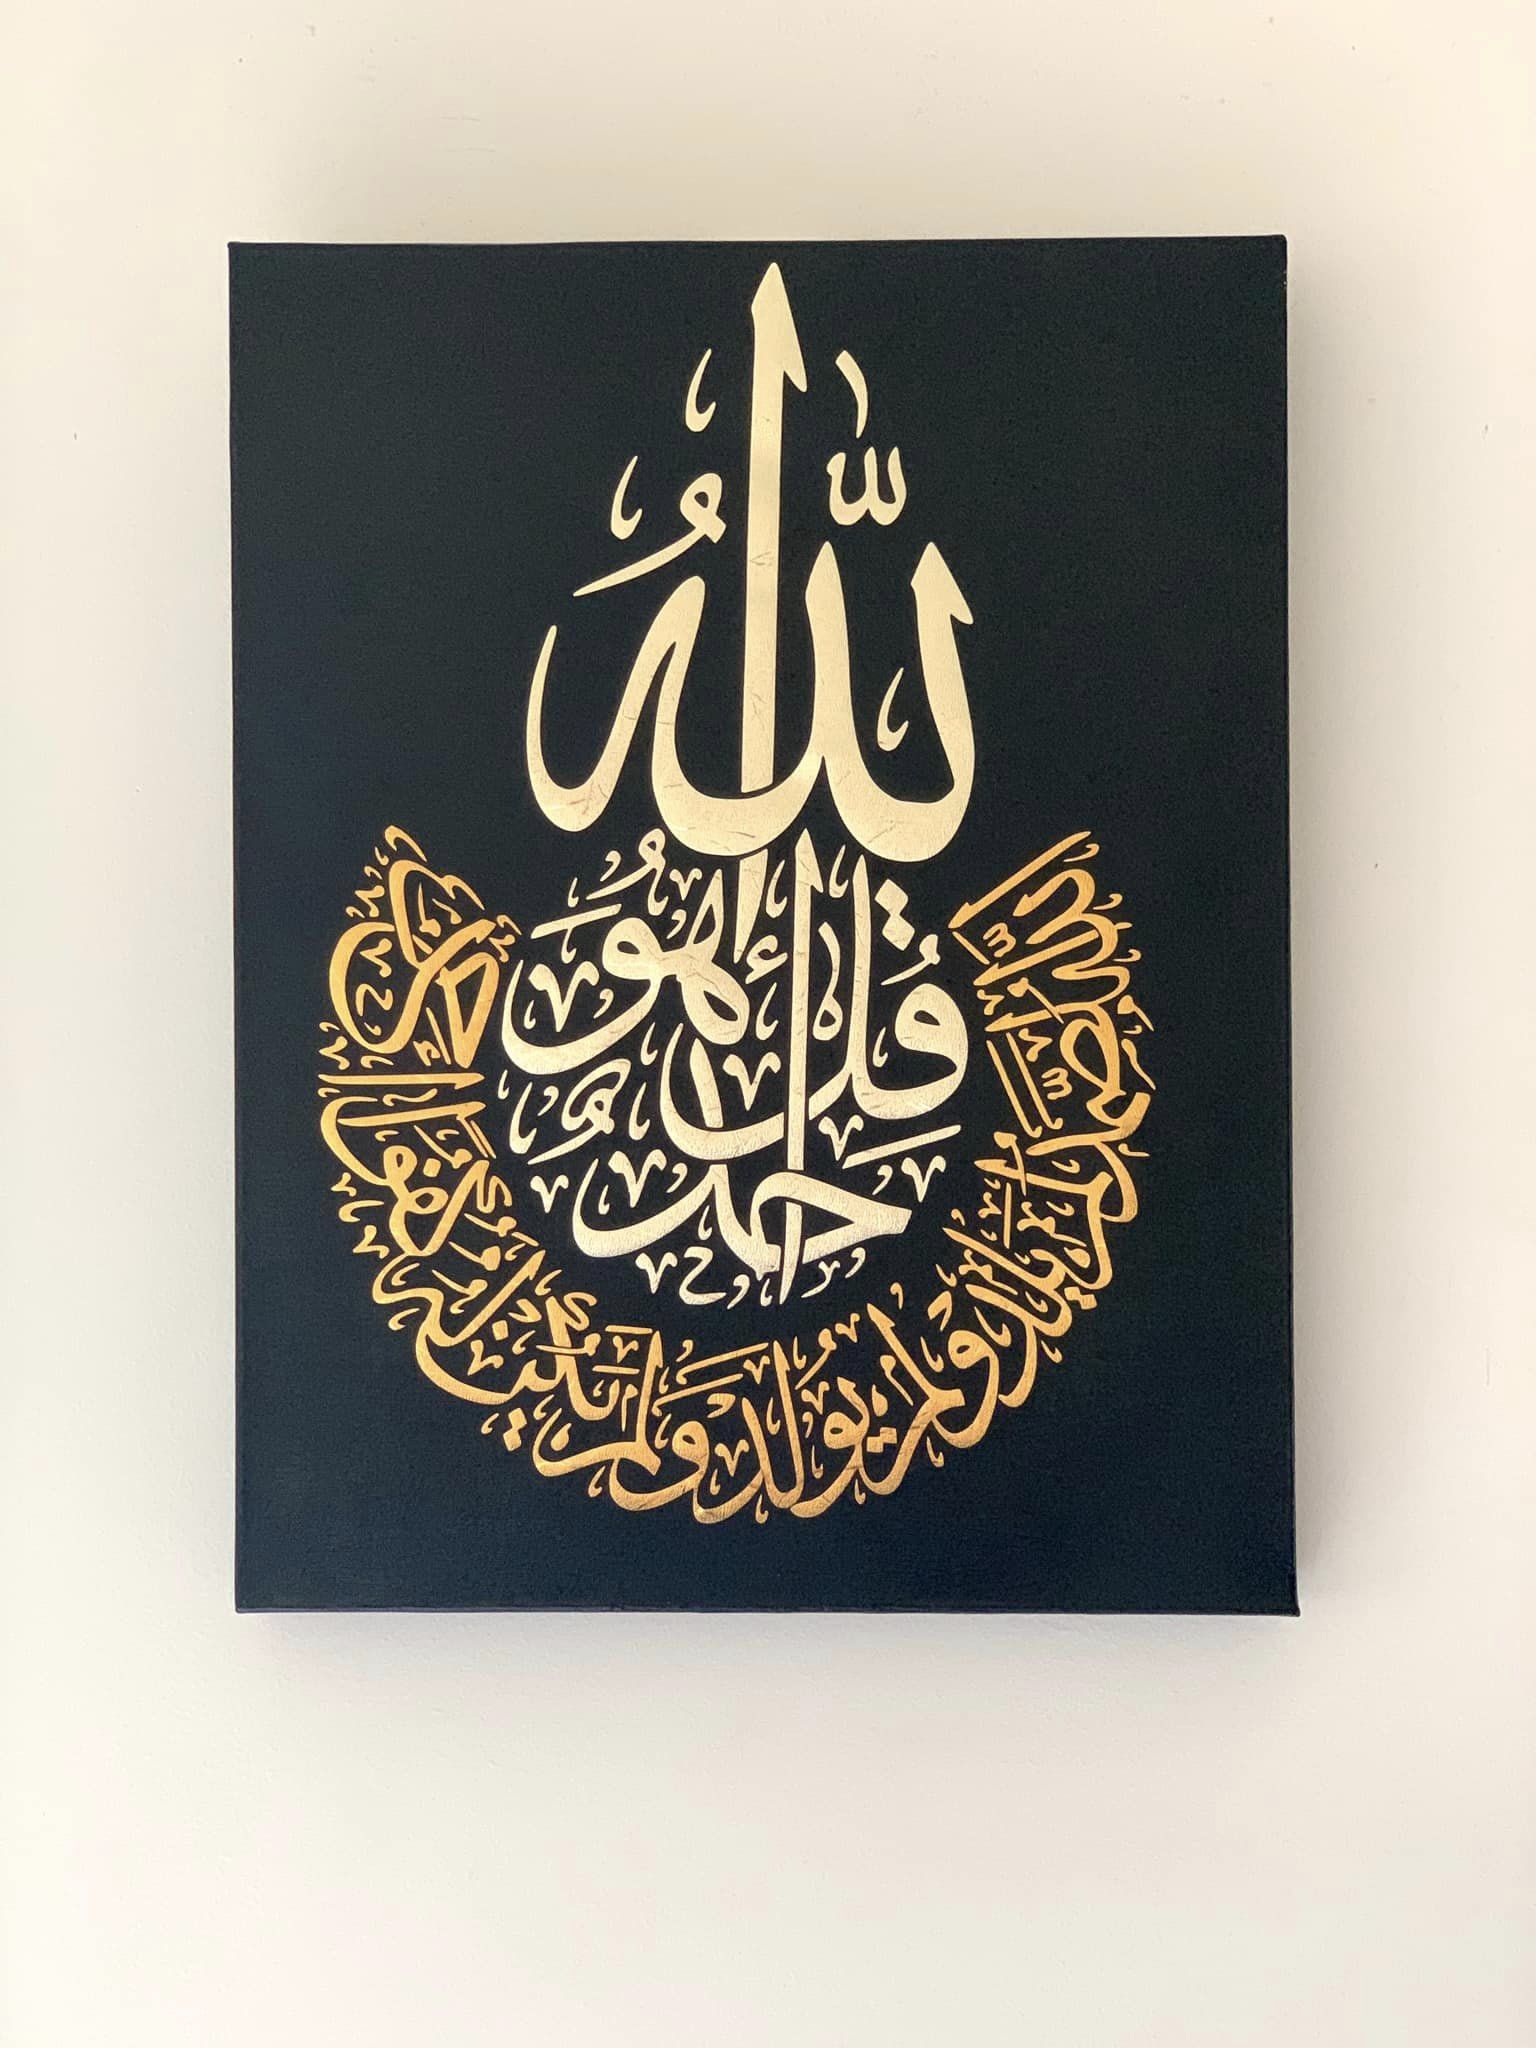 قُلْ هُوَ اللَّهُ أَحَدٌ
اللَّهُ الصَّمَدُ لَمْ يَلِدْ وَلَمْ يُولَدْ وَلَمْ يَكُنْ لَهُ كُفُوًا أَحَدٌ